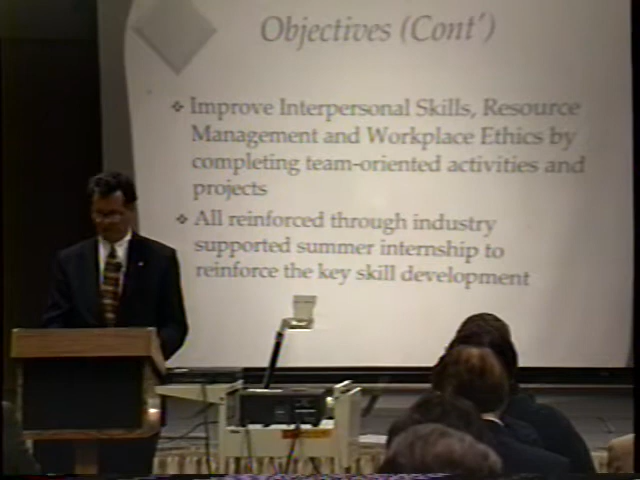 Objectives (Cont')
❖ Improve Interpersonal Skills, Resource
Management and Workplace Ethics by
completing team-oriented activities and
projects
❖ All reinforced through industry
supported summer internship to
reinforce the key skill development